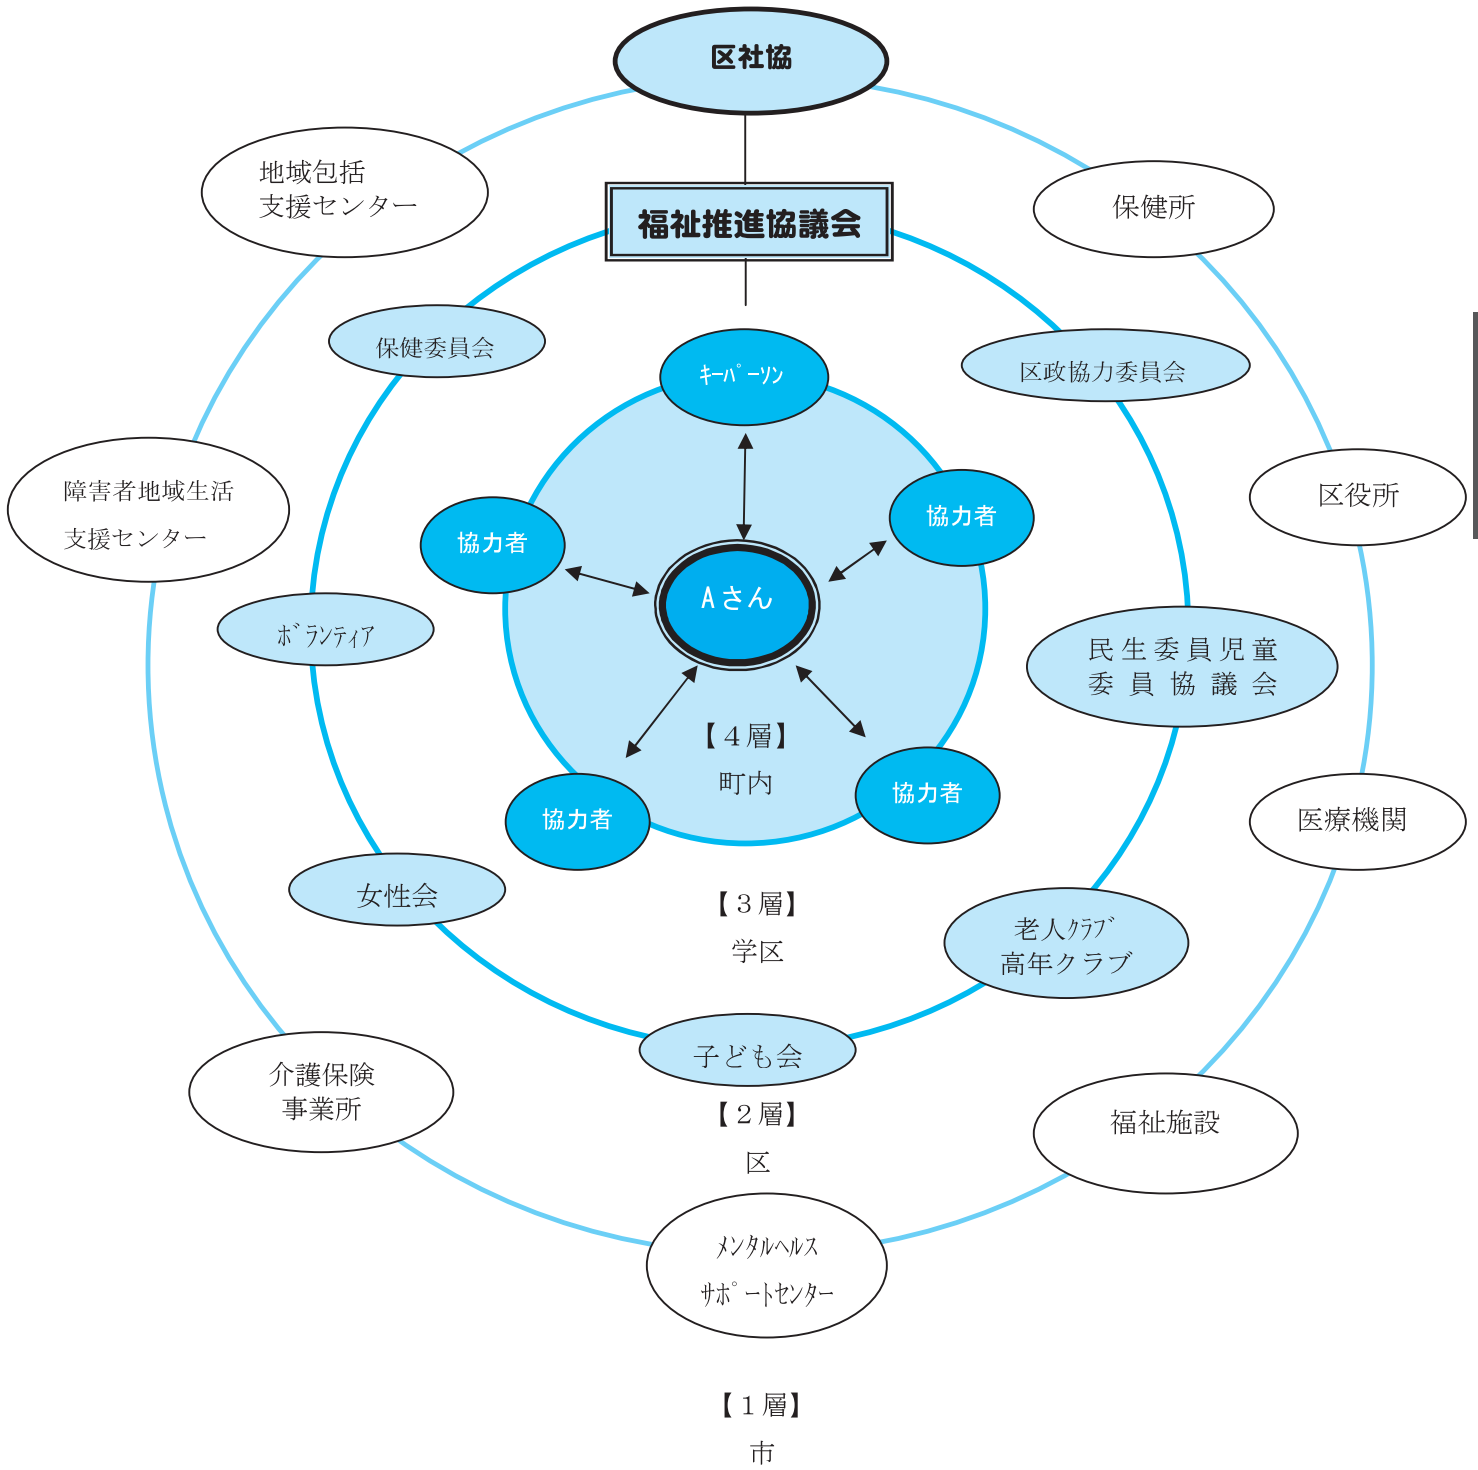 区社協
地域包括
支援センター
保健所
福祉推進協議会
保健委員会
区政協力委員会
ｷｰﾊﾟｰｿﾝ
障害者地域生活
支援センター
区役所
協力者
協力者
Aさん
ﾎﾞﾗﾝﾃｨｱ
民生委員児童
委員協議会
【４層】
町内
協力者
協力者
医療機関
女性会
【３層】
学区
老人ｸﾗﾌﾞ
高年クラブ
子ども会
介護保険
事業所
【２層】
区
福祉施設
ﾒﾝﾀﾙﾍﾙｽ
ｻﾎﾟｰﾄｾﾝﾀｰ
【１層】
市